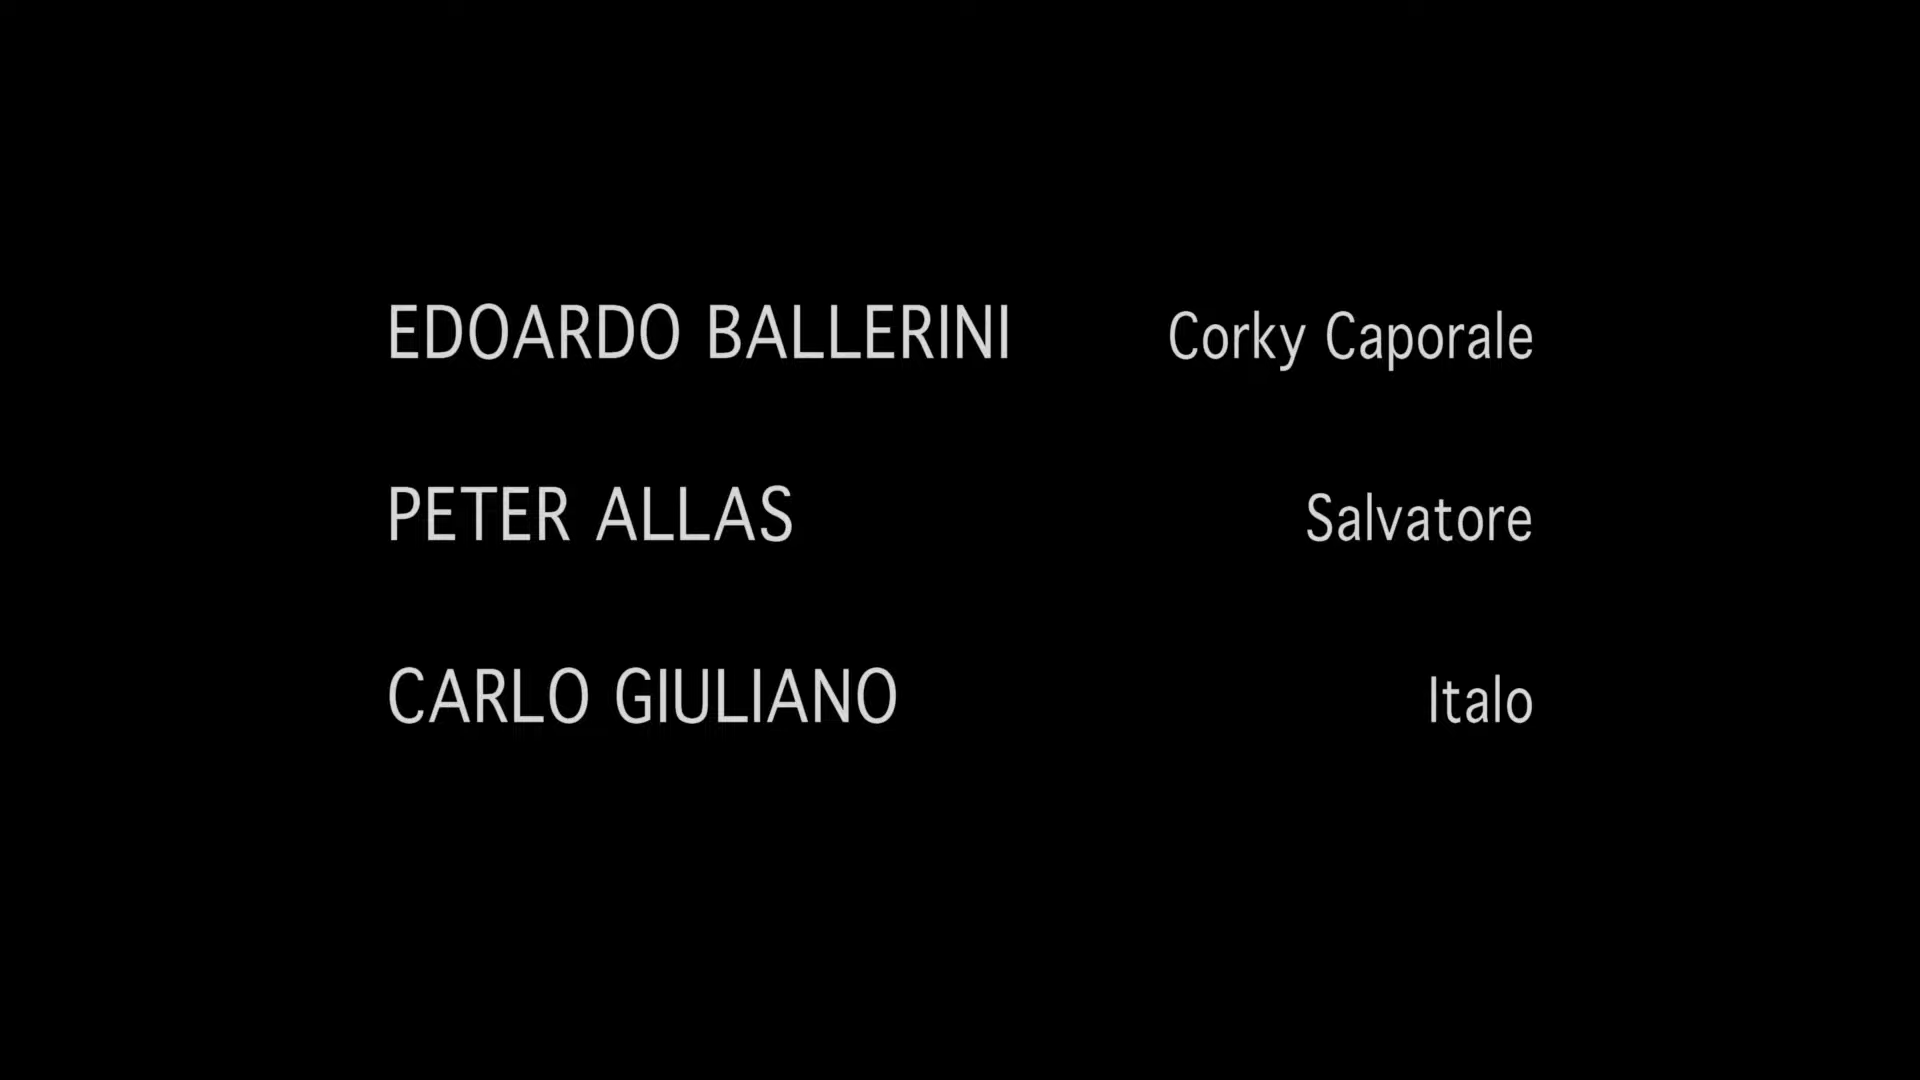 EDOARDO BALLERINI Corky Caporale
PETER ALLAS Salvatore
CARLO GIULIANO Italo